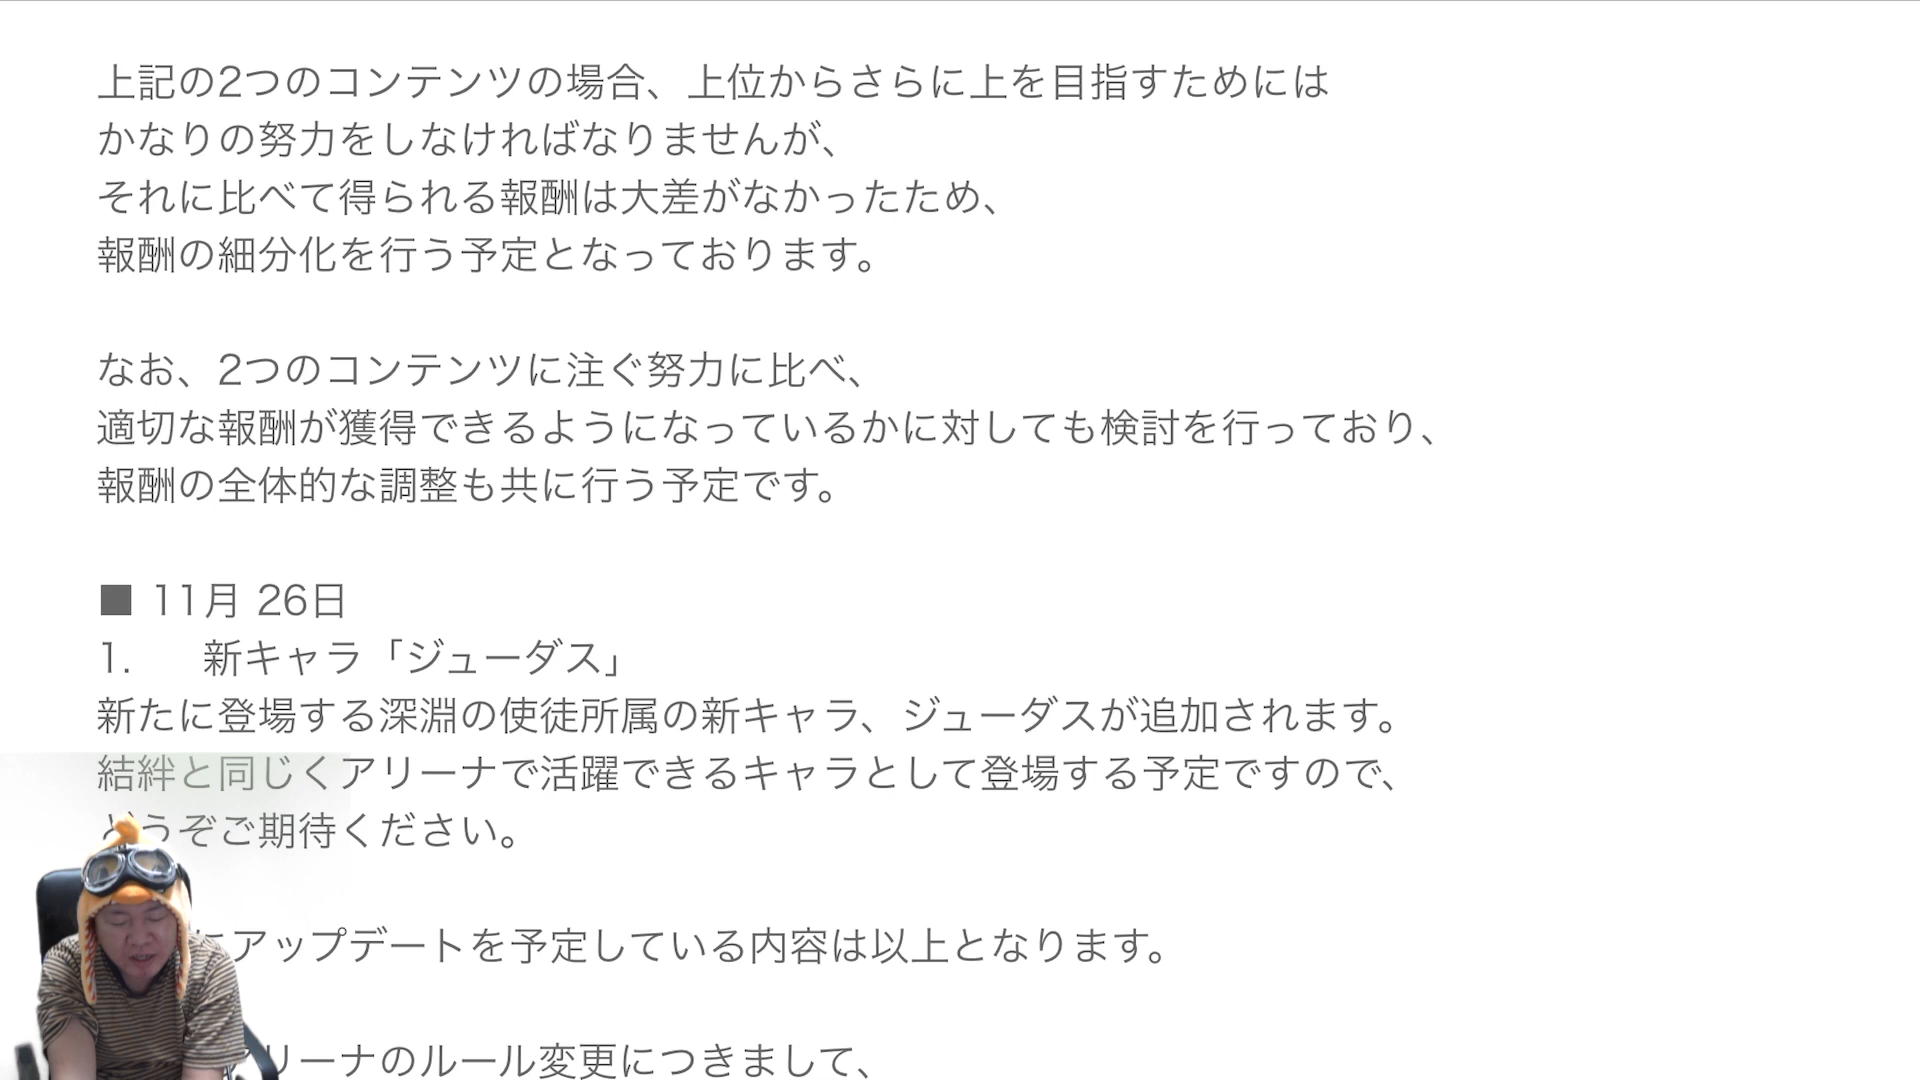 上記の2つのコンテンツの場合、上位からさらに上を目指すためには
かなりの努力をしなければなりませんが、
それに比べて得られる報酬は大差がなかったため、
報酬の細分化を行う予定となっております。
なお、2つのコンテンツに注ぐ努力に比べ、
適切な報酬が獲得できるようになっているかに対しても検討を行っており、
報酬の全体的な調整も共に行う予定です。
■ 11月 26日
1. 新キャラ「ジューダス」
新たに登場する深淵の使徒所属の新キャラ、ジューダスが追加されます。
結絆と同じくアリーナで活躍できるキャラとして登場する予定ですので、
どうぞご期待ください。
にアップデートを予定している内容は以上となります。
リーナのルール変更につきまして、